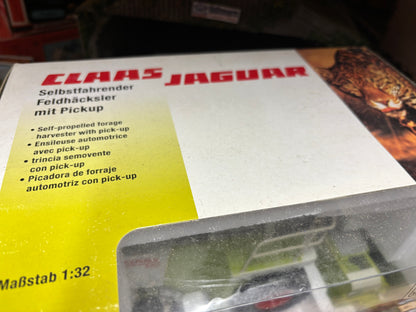 CLAAS JAGUAR
Selbstfahrender
Feldhäcksler
mit Pickup
• Self-propelled forage
harvester with pick-up
• Ensileuse automotrice
avec pick-up
• trincia semovente
con pick-up
• Picadora de forraje
automotriz con pick-up
Maßstab 1:32
CLAAS